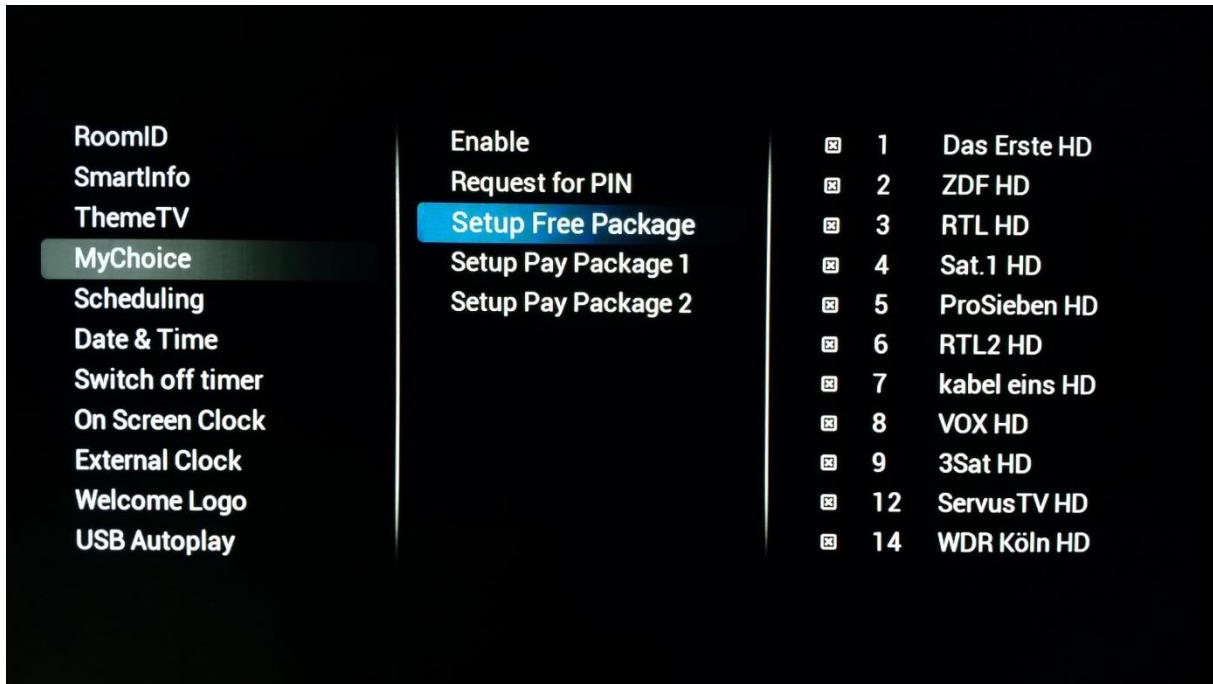 RoomID
SmartInfo
ThemeTV
MyChoice
Scheduling
Date & Time
Switch off timer
On Screen Clock
External Clock
Welcome Logo
USB Autoplay
Enable
Request for PIN
Setup Free Package
Setup Pay Package 1
Setup Pay Package 2
1 Das Erste HD
2 ZDF HD
3 RTL HD
4 Sat.1 HD
5 ProSieben HD
6 RTL2 HD
7 kabel eins HD
8 VOX HD
9 3Sat HD
12 ServusTV HD
14 WDR Köln HD